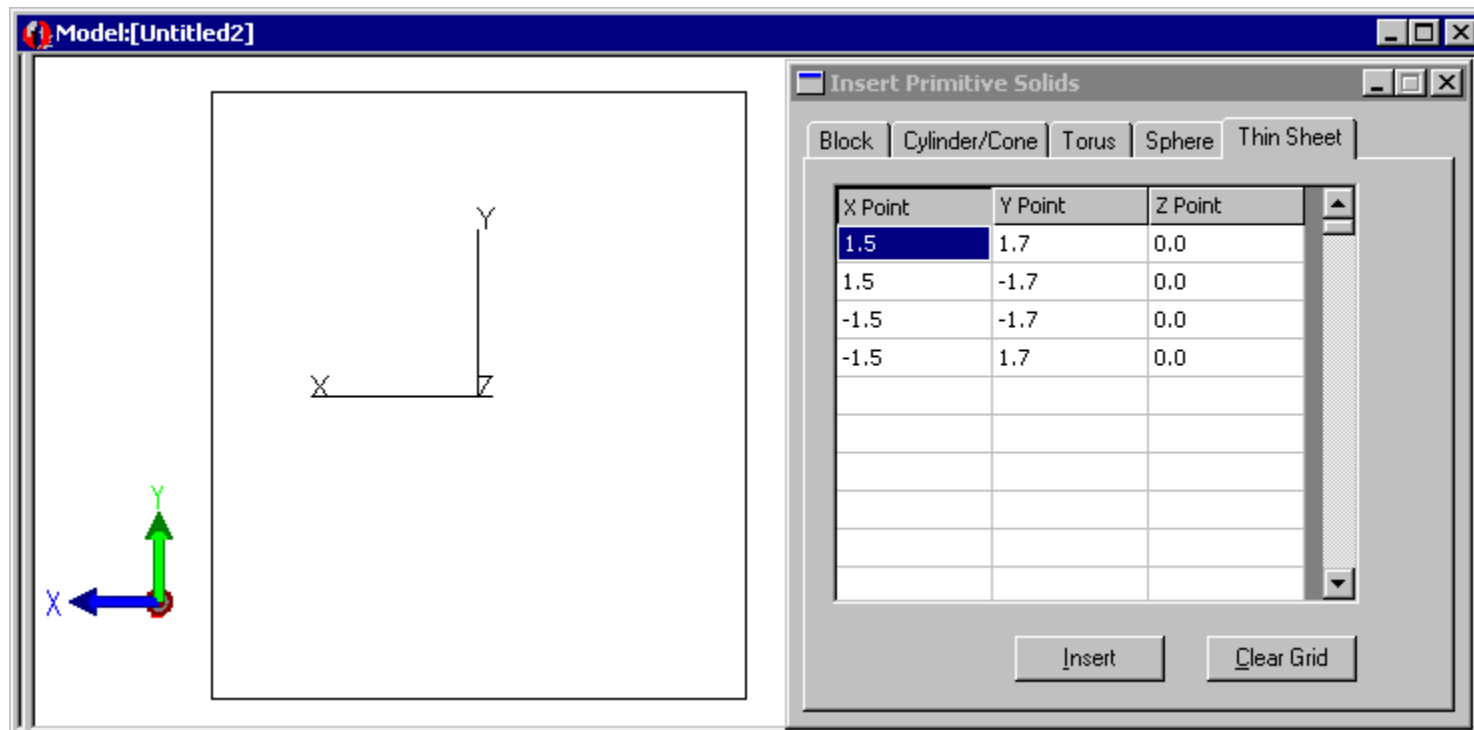 Model:[Untitled2]
Y
X Z
Y
X
Insert Primitive Solids
Block Cylinder/Cone Torus Sphere Thin Sheet
X Point Y Point Z Point
1.5 1.7 0.0
1.5 -1.7 0.0
-1.5 -1.7 0.0
-1.5 1.7 0.0
Insert Clear Grid